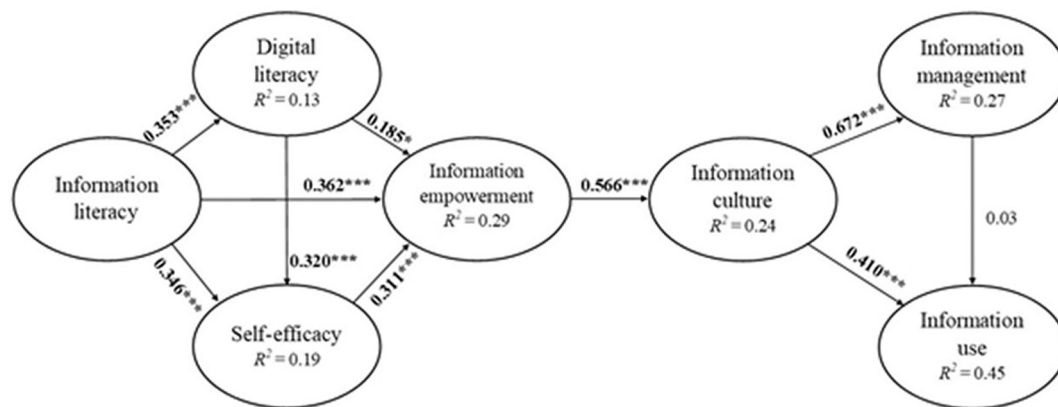 Digital
literacy
R² = 0.13
Information
management
R² = 0.27
0.353***
0.185*
0.672***
Information
literacy
0.362***
Information
empowerment
R² = 0.29
0.566***
Information
culture
R² = 0.24
0.03
0.346***
0.320***
0.311***
0.410***
Self-efficacy
R² = 0.19
Information
use
R² = 0.45